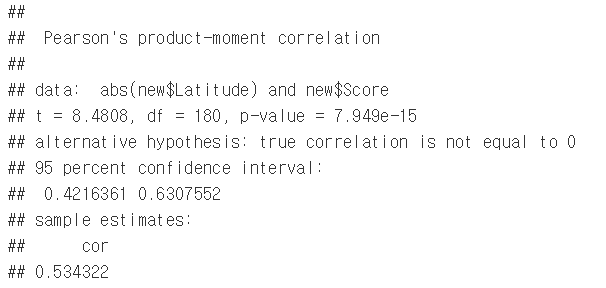 ##
##  Pearson's product-moment correlation
##
## data:  abs(new$Latitude) and new$Score
## t = 8.4808, df = 180, p-value = 7.949e-15
## alternative hypothesis: true correlation is not equal to 0
## 95 percent confidence interval:
##  0.4216361 0.6307552
## sample estimates:
##      cor
## 0.534322